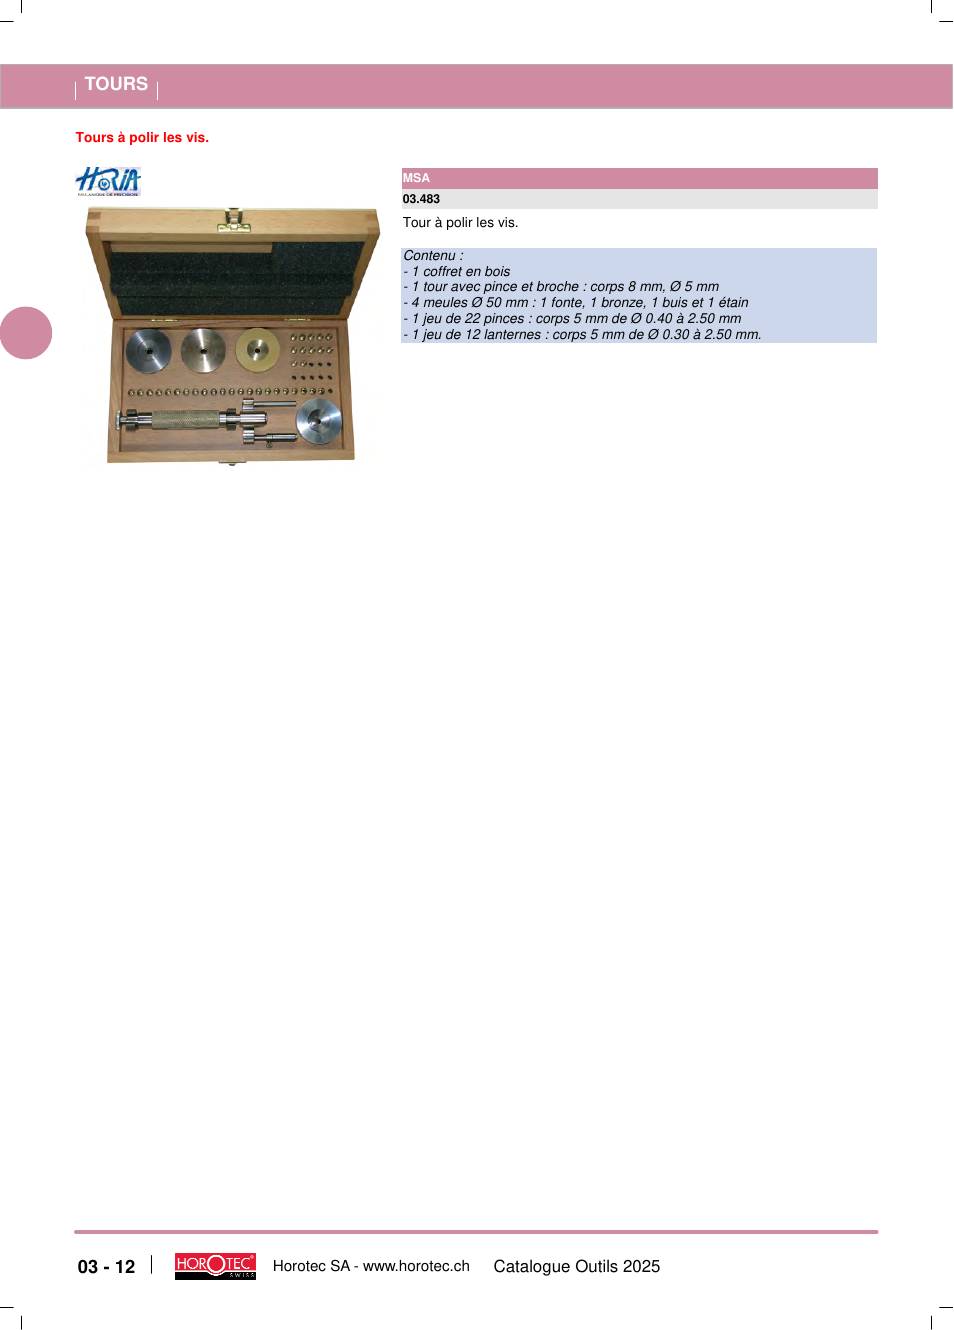 TOURS
Tours à polir les vis.
HORIA
MSA
03.483
Tour à polir les vis.
Contenu :
- 1 coffret en bois
- 1 tour avec pince et broche : corps 8 mm, Ø 5 mm
- 4 meules Ø 50 mm : 1 fonte, 1 bronze, 1 buis et 1 étain
- 1 jeu de 22 pinces : corps 5 mm de Ø 0.40 à 2.50 mm
- 1 jeu de 12 lanternes : corps 5 mm de Ø 0.30 à 2.50 mm.
03 - 12
HOROTEC®
SWISS
Horotec SA - www.horotec.ch
Catalogue Outils 2025